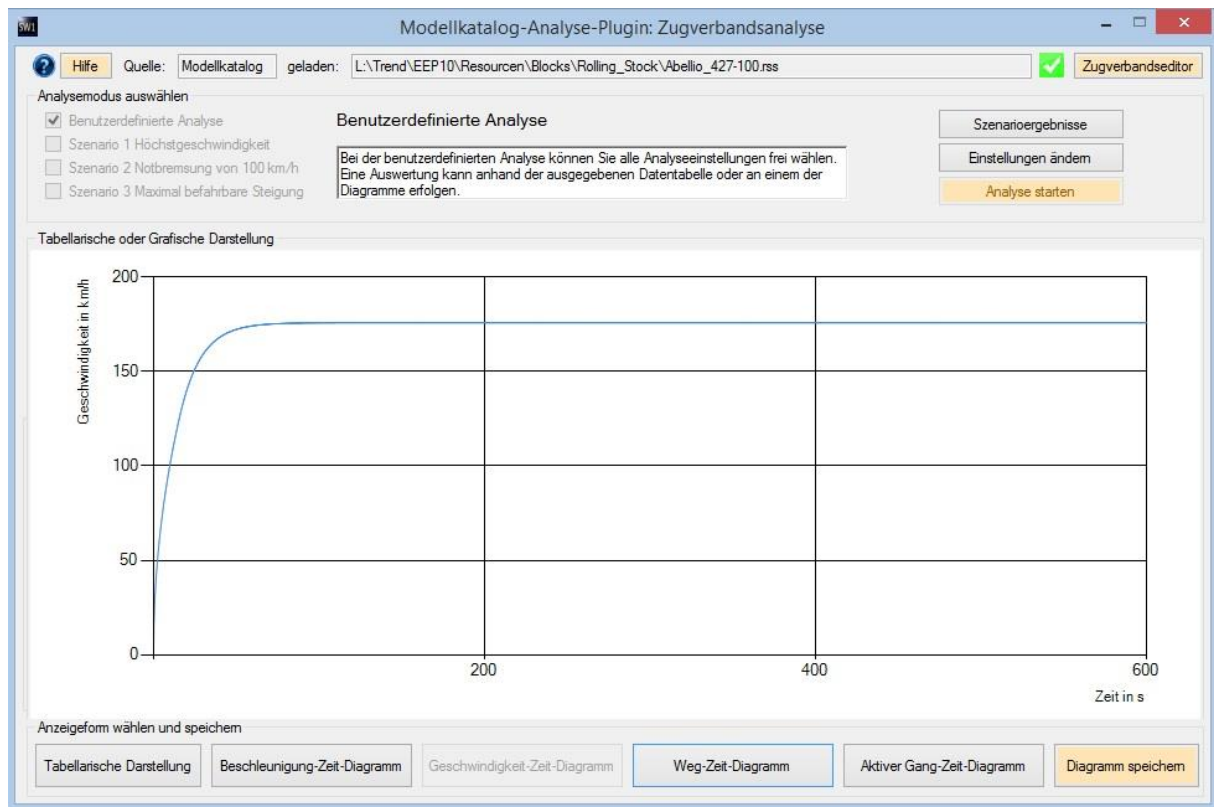 SW1
Modellkatalog-Analyse-Plugin: Zugverbandsanalyse
? Hilfe Quelle: Modellkatalog geladen: L:\Trend\EEP10\Resourcen\Blocks\Rolling_Stock\Abellio_427-100.rss Zugverbandseditor
Analysemodus auswählen
Benutzerdefinierte Analyse
Szenario 1 Höchstgeschwindigkeit
Szenario 2 Notbremsung von 100 km/h
Szenario 3 Maximal befahrbare Steigung
Benutzerdefinierte Analyse
Bei der benutzerdefinierten Analyse können Sie alle Analyseeinstellungen frei wählen.
Eine Auswertung kann anhand der ausgegebenen Datentabelle oder an einem der
Diagramme erfolgen.
Szenarioergebnisse
Einstellungen ändern
Analyse starten
Tabellarische oder Grafische Darstellung
Geschwindigkeit in km/h
200
150
100
50
0
200 400 600
Zeit in s
Anzeigeform wählen und speichern
Tabellarische Darstellung Beschleunigung-Zeit-Diagramm Geschwindigkeit-Zeit-Diagramm Weg-Zeit-Diagramm Aktiver Gang-Zeit-Diagramm Diagramm speichern